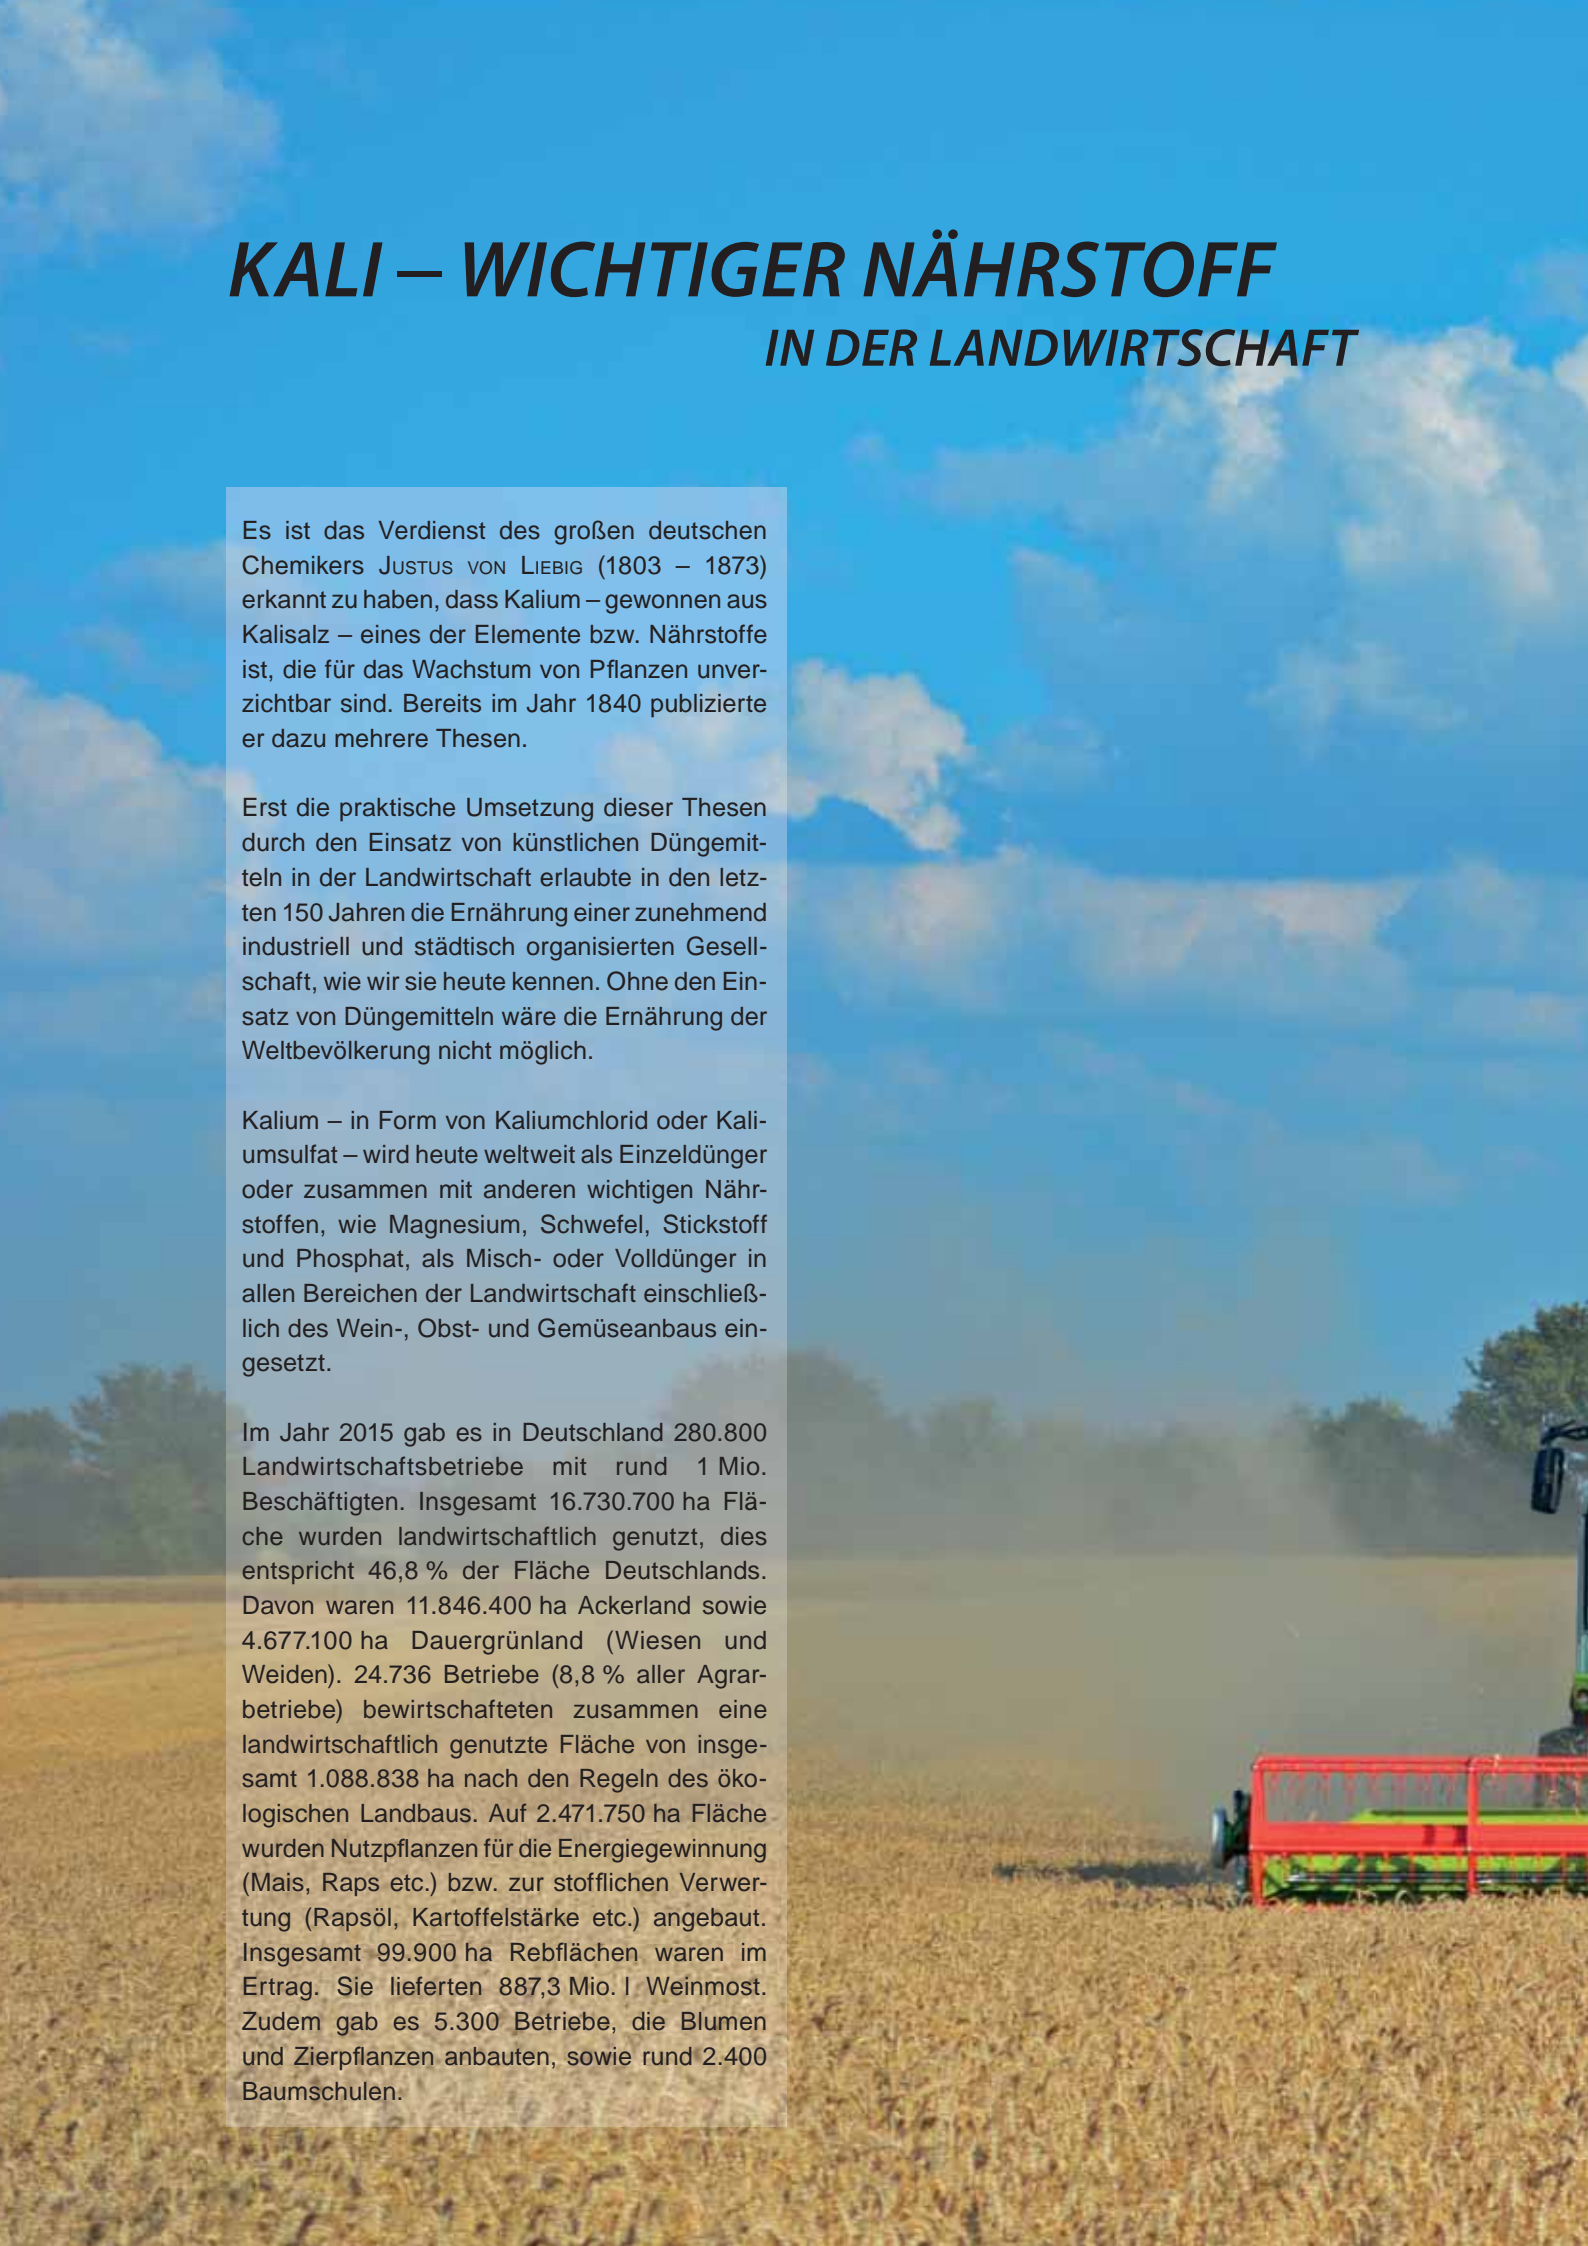 KALI – WICHTIGER NÄHRSTOFF
IN DER LANDWIRTSCHAFT
Es ist das Verdienst des großen deutschen
Chemikers Justus von Liebig (1803 – 1873)
erkannt zu haben, dass Kalium – gewonnen aus
Kalisalz – eines der Elemente bzw. Nährstoffe
ist, die für das Wachstum von Pflanzen unver-
zichtbar sind. Bereits im Jahr 1840 publizierte
er dazu mehrere Thesen.
Erst die praktische Umsetzung dieser Thesen
durch den Einsatz von künstlichen Düngemit-
teln in der Landwirtschaft erlaubte in den letz-
ten 150 Jahren die Ernährung einer zunehmend
industriell und städtisch organisierten Gesell-
schaft, wie wir sie heute kennen. Ohne den Ein-
satz von Düngemitteln wäre die Ernährung der
Weltbevölkerung nicht möglich.
Kalium – in Form von Kaliumchlorid oder Kali-
umsulfat – wird heute weltweit als Einzeldünger
oder zusammen mit anderen wichtigen Nähr-
stoffen, wie Magnesium, Schwefel, Stickstoff
und Phosphat, als Misch- oder Volldünger in
allen Bereichen der Landwirtschaft einschließ-
lich des Wein-, Obst- und Gemüseanbaus ein-
gesetzt.
Im Jahr 2015 gab es in Deutschland 280.800
Landwirtschaftsbetriebe mit rund 1 Mio.
Beschäftigten. Insgesamt 16.730.700 ha Flä-
che wurden landwirtschaftlich genutzt, dies
entspricht 46,8 % der Fläche Deutschlands.
Davon waren 11.846.400 ha Ackerland sowie
4.677.100 ha Dauergrünland (Wiesen und
Weiden). 24.736 Betriebe (8,8 % aller Agrar-
betriebe) bewirtschafteten zusammen eine
landwirtschaftlich genutzte Fläche von insge-
samt 1.088.838 ha nach den Regeln des öko-
logischen Landbaus. Auf 2.471.750 ha Fläche
wurden Nutzpflanzen für die Energiegewinnung
(Mais, Raps etc.) bzw. zur stofflichen Verwer-
tung (Rapsöl, Kartoffelstärke etc.) angebaut.
Insgesamt 99.900 ha Rebflächen waren im
Ertrag. Sie lieferten 887,3 Mio. l Weinmost.
Zudem gab es 5.300 Betriebe, die Blumen
und Zierpflanzen anbauten, sowie rund 2.400
Baumschulen.